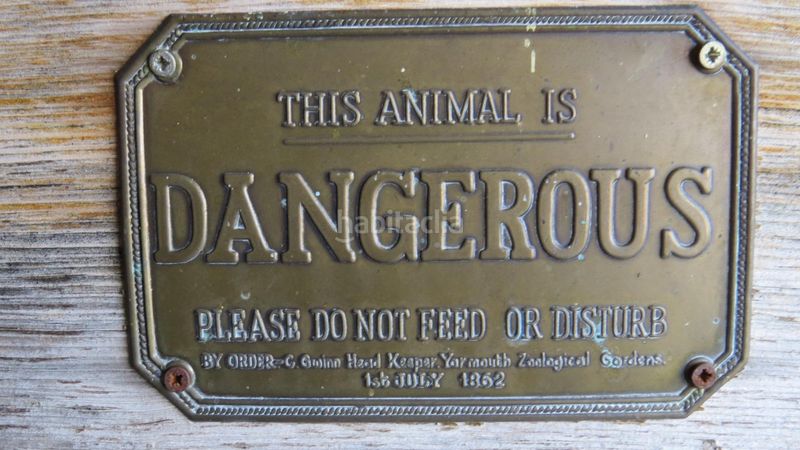 THIS ANIMAL IS
DANGEROUS
habitaclia
PLEASE DO NOT FEED OR DISTURB
BY ORDER-G. Gwinn Head Keeper. Yarmouth Zoological Gardens.
1st JULY 1862